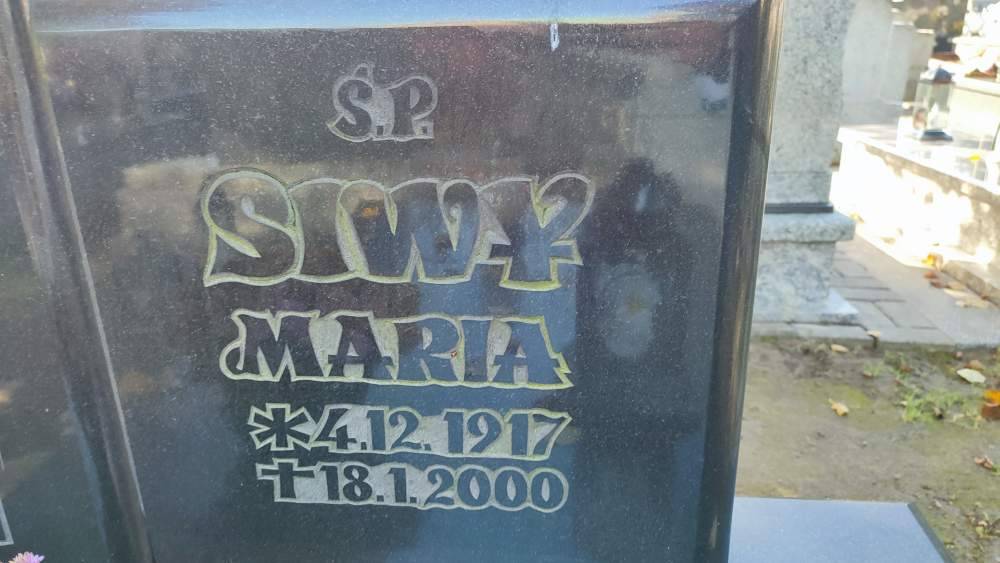 Ś.P.
SIWY
MARIA
* 4.12.1917
† 18.1.2000